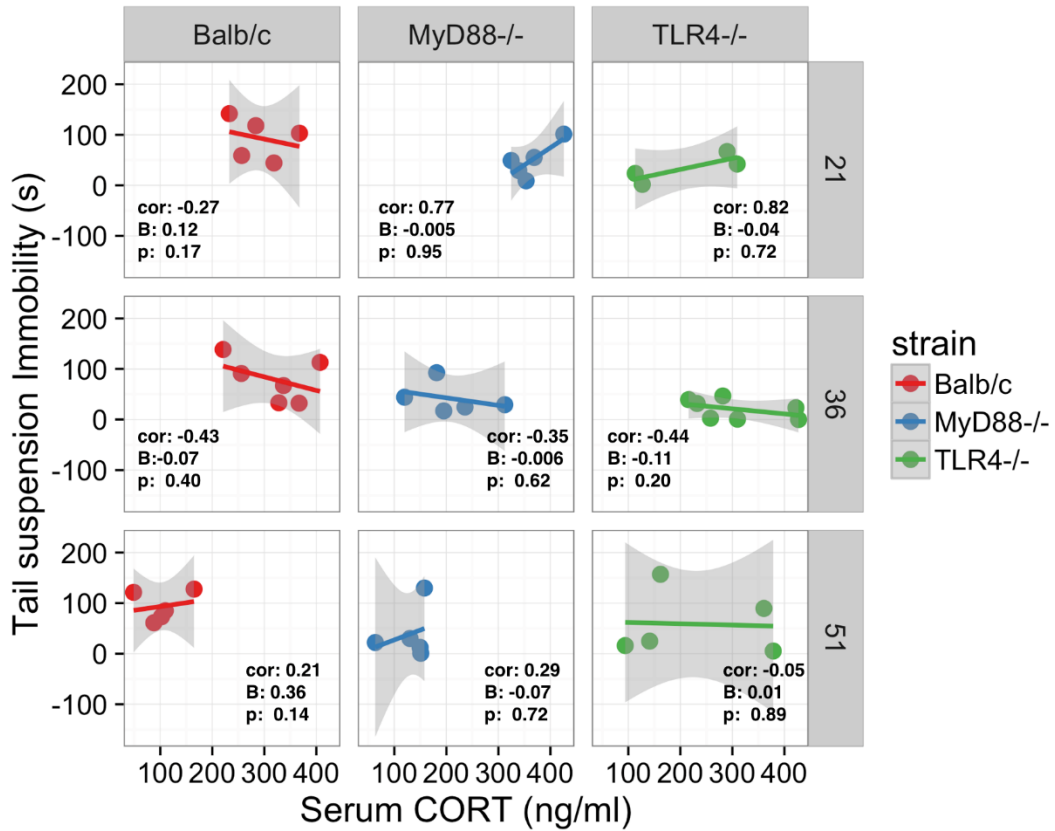 Balb/c MyD88-/- TLR4-/-
Tail suspension Immobility (s)
200
100
0
-100
cor: -0.27
B: 0.12
p: 0.17
cor: 0.77
B: -0.005
p: 0.95
cor: 0.82
B: -0.04
p: 0.72
21
200
100
0
-100
cor: -0.43
B:-0.07
p: 0.40
cor: -0.35
B: -0.006
p: 0.62
cor: -0.44
B: -0.11
p: 0.20
36
200
100
0
-100
cor: 0.21
B: 0.36
p: 0.14
cor: 0.29
B: -0.07
p: 0.72
cor: -0.05
B: 0.01
p: 0.89
51
100 200 300 400 100 200 300 400 100 200 300 400
Serum CORT (ng/ml)
strain
Balb/c
MyD88-/-
TLR4-/-